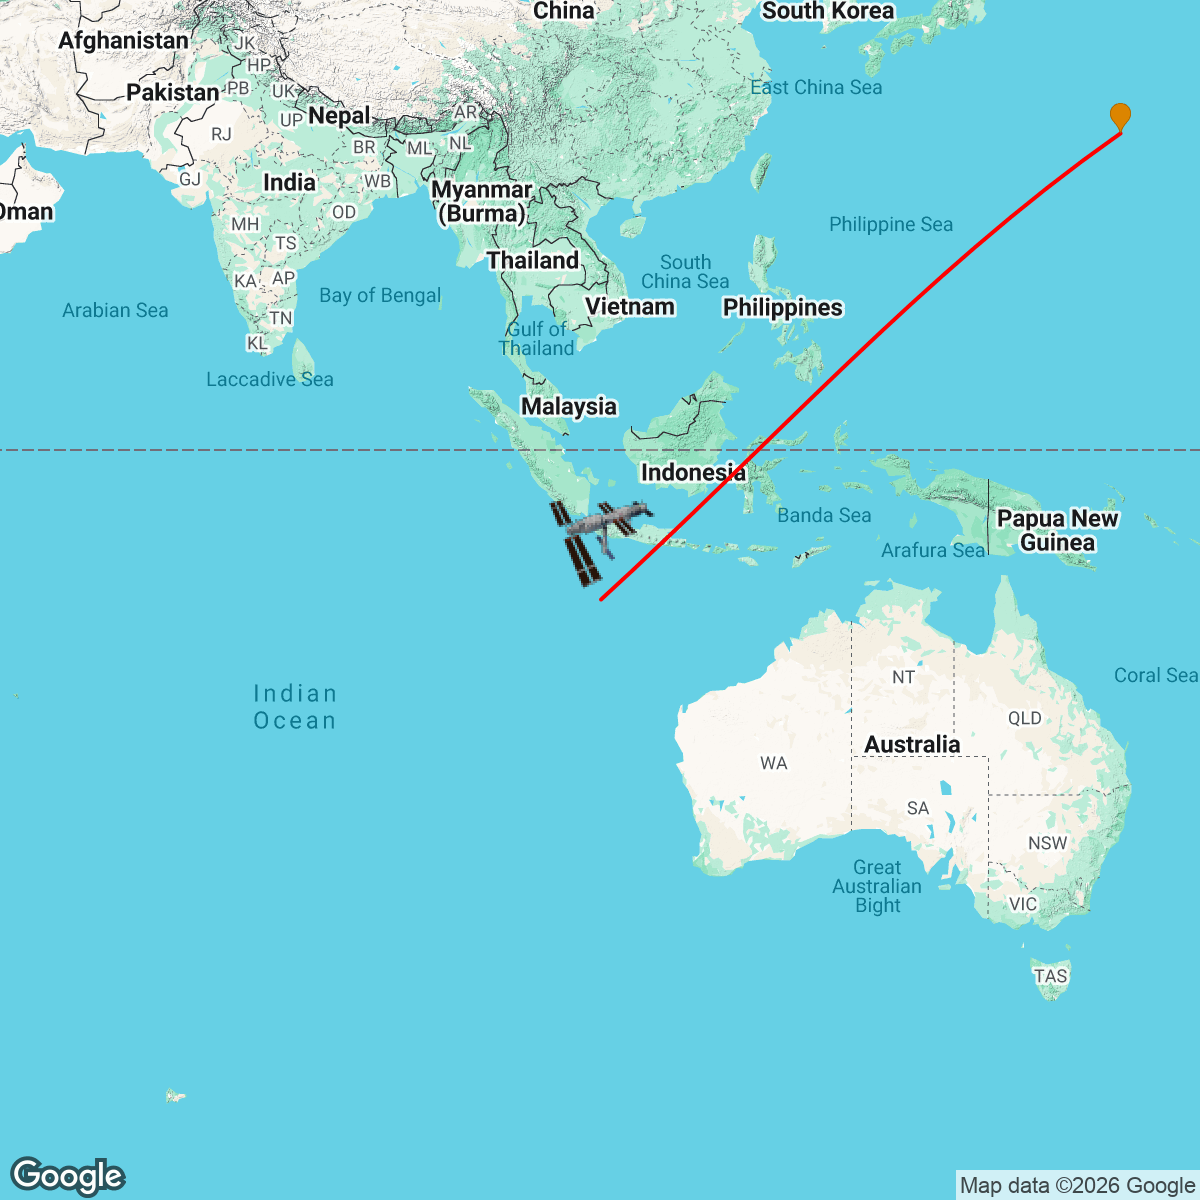 China
South Korea
Afghanistan
JK
HP
East China Sea
Pakistan
PB
UK
Nepal
AR
UP
RJ
BR
ML
NL
GJ
India
WB
Myanmar
(Burma)
Oman
OD
MH
Philippine Sea
TS
Thailand
South
China Sea
KA
AP
Bay of Bengal
Vietnam
Philippines
Arabian Sea
TN
Gulf of
Thailand
KL
Laccadive Sea
Malaysia
Indonesia
Banda Sea
Papua New
Guinea
Arafura Sea
Coral Sea
NT
Indian
Ocean
QLD
Australia
WA
SA
NSW
Great
Australian
Bight
VIC
TAS
Google
Map data ©2026 Google